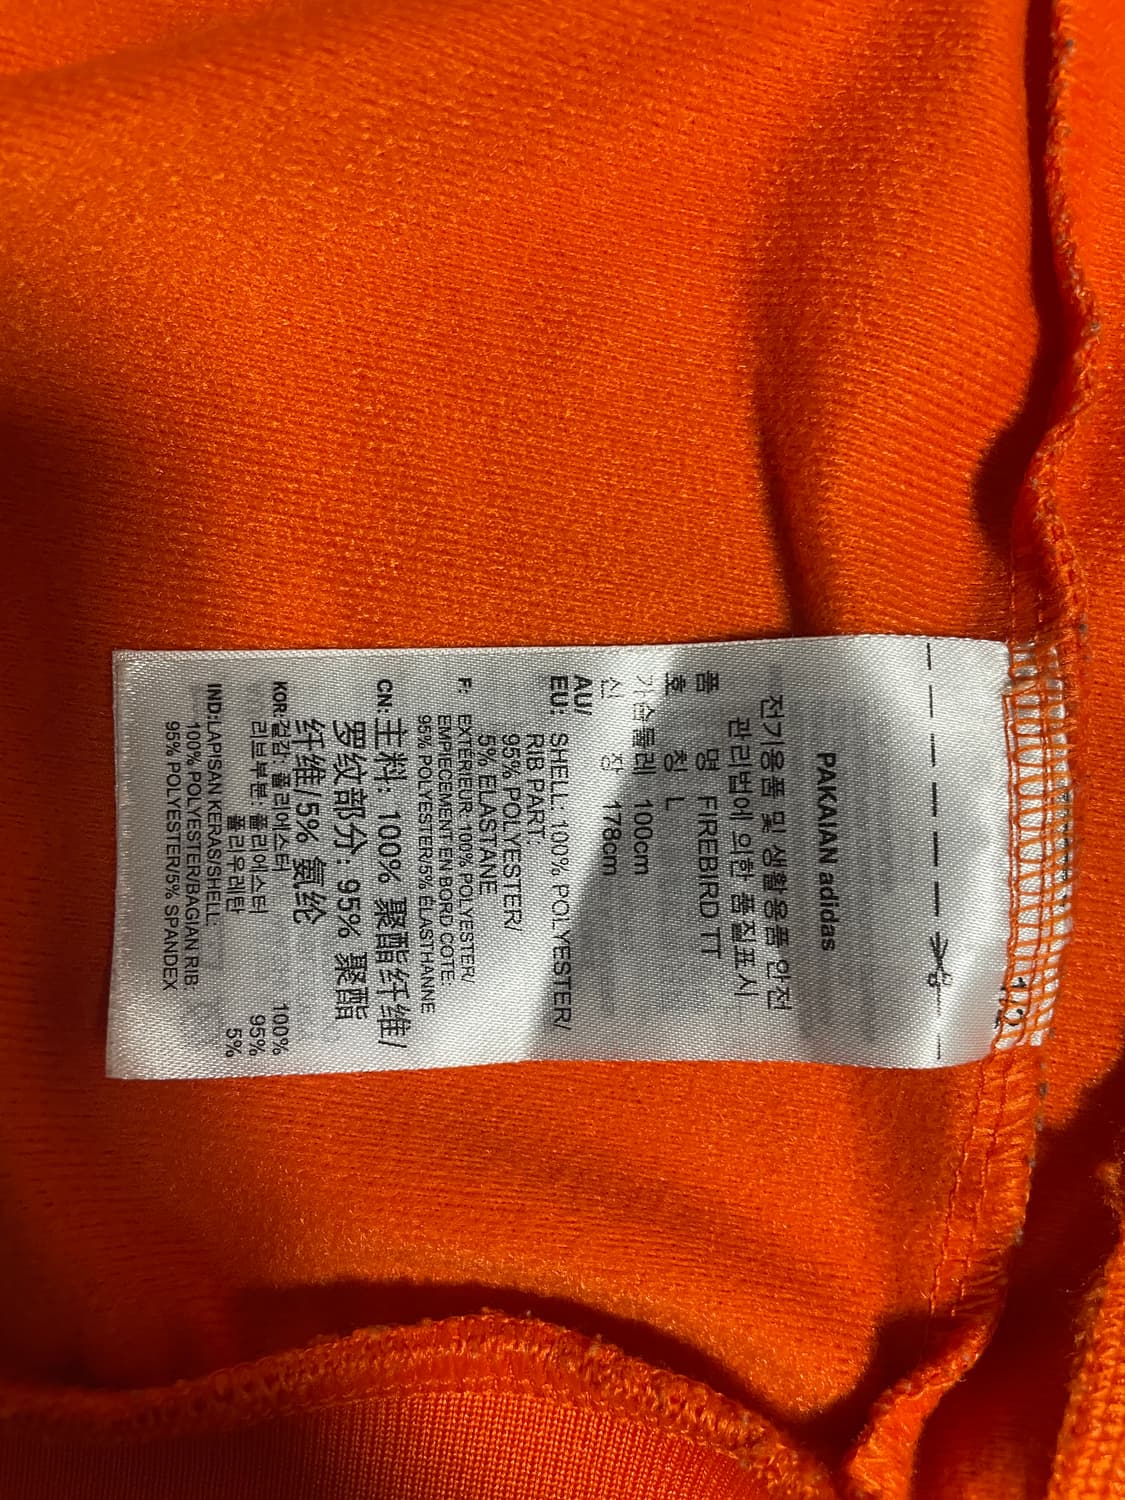 1/2
PAKAIAN adidas
전기용품 및 생활용품 안전
관리법에 의한 품질표시
품 명 FIREBIRD TT
호 칭 L
가슴둘레 100cm
신 장 178cm
AU/
EU: SHELL: 100% POLYESTER/
RIB PART:
95% POLYESTER/
5% ELASTANE
F: EXTÉRIEUR: 100% POLYESTER/
EMPIECEMENT EN BORD CÔTE:
95% POLYESTER/5% ÉLASTHANNE
CN: 主料: 100% 聚酯纤维/
罗纹部分: 95% 聚酯
纤维/5% 氨纶
KOR:겉감: 폴리에스터 100%
리브부분: 폴리에스터 95%
폴리우레탄 5%
IND:LAPISAN KERAS/SHELL:
100% POLYESTER/BAGIAN RIB:
95% POLYESTER/5% SPANDEX